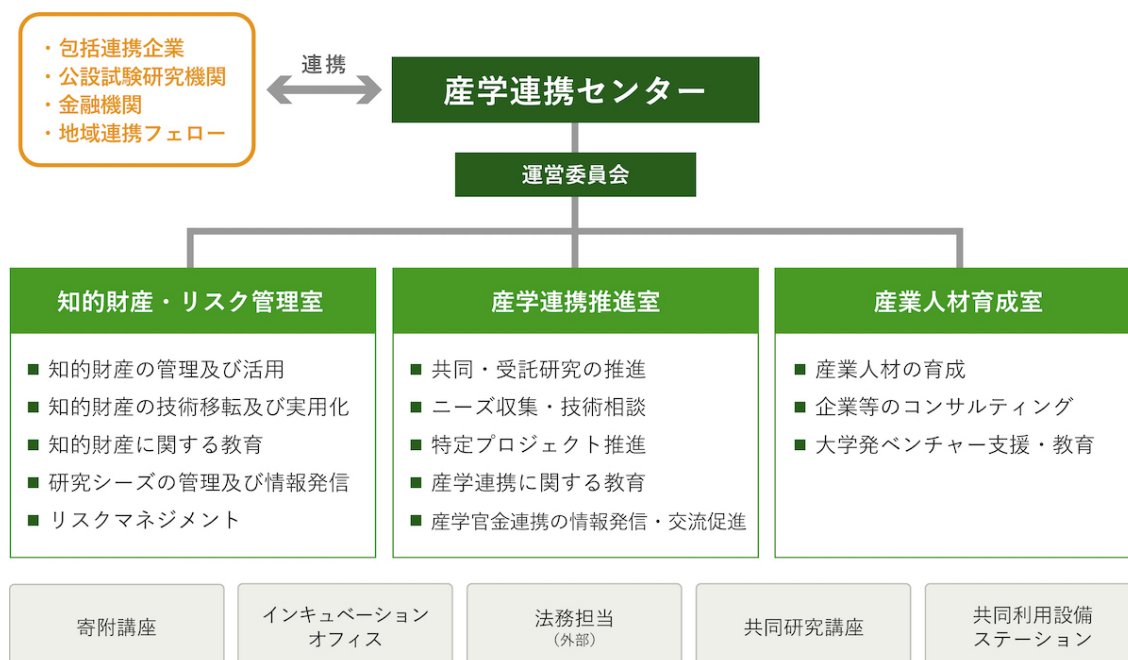 ・包括連携企業
・公設試験研究機関
・金融機関
・地域連携フェロー
連携
産学連携センター
運営委員会
知的財産・リスク管理室
■ 知的財産の管理及び活用
■ 知的財産の技術移転及び実用化
■ 知的財産に関する教育
■ 研究シーズの管理及び情報発信
■ リスクマネジメント
産学連携推進室
■ 共同・受託研究の推進
■ ニーズ収集・技術相談
■ 特定プロジェクト推進
■ 産学連携に関する教育
■ 産学官金連携の情報発信・交流促進
産業人材育成室
■ 産業人材の育成
■ 企業等のコンサルティング
■ 大学発ベンチャー支援・教育
寄附講座
インキュベーション
オフィス
法務担当
（外部）
共同研究講座
共同利用設備
ステーション